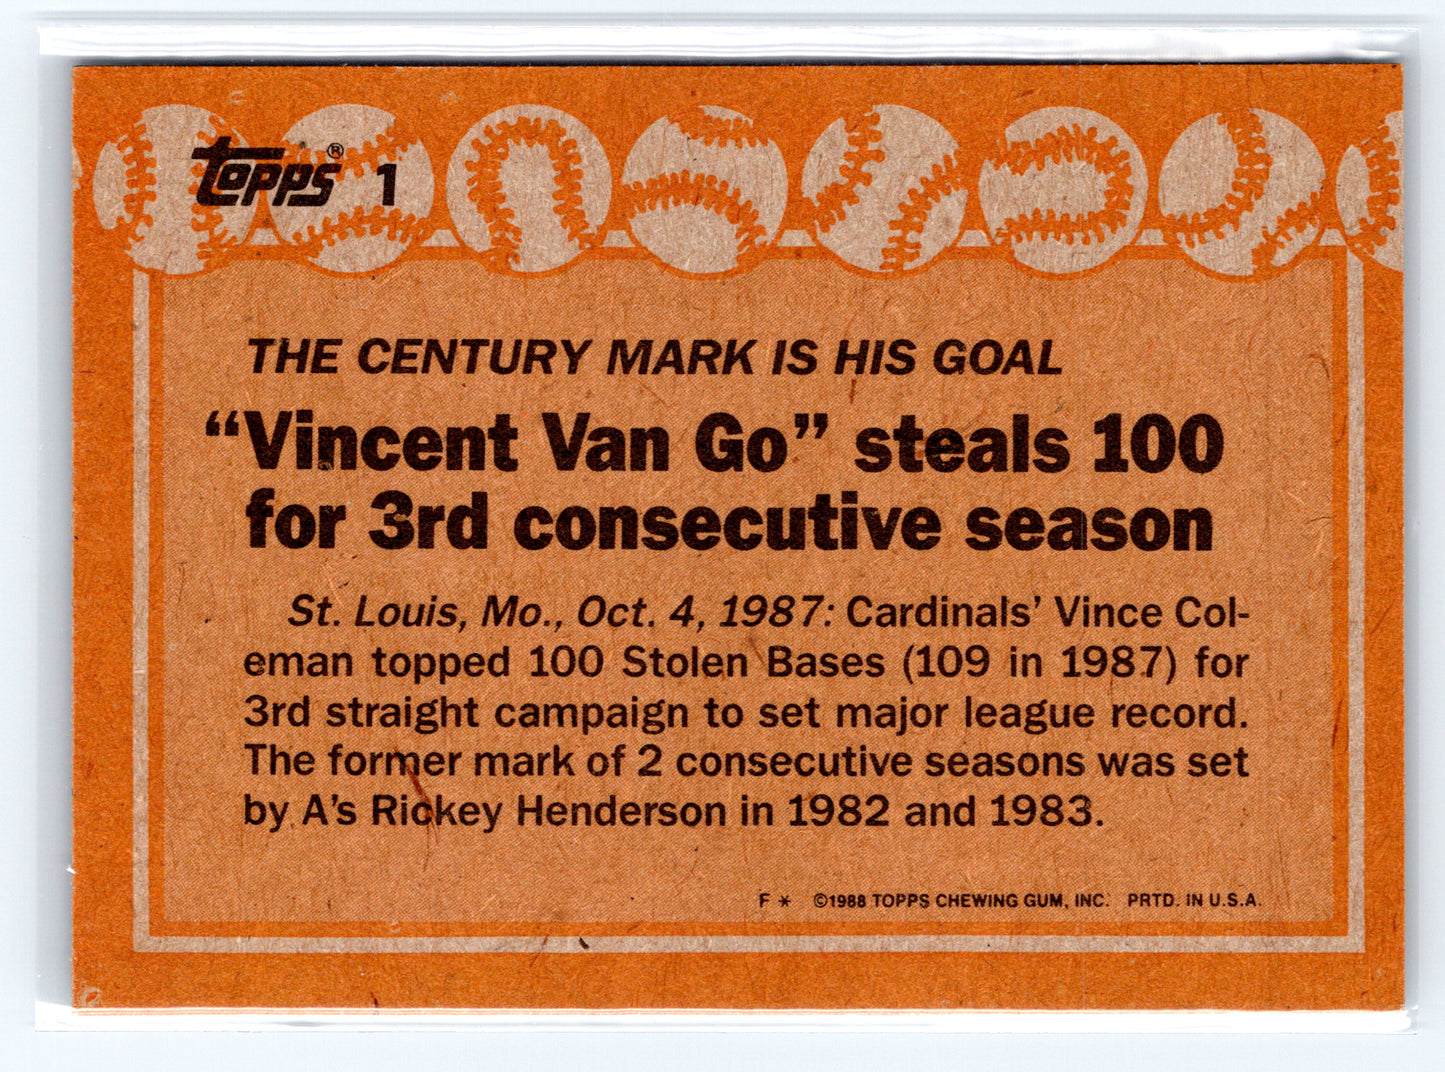 Topps® 1
THE CENTURY MARK IS HIS GOAL
“Vincent Van Go” steals 100
for 3rd consecutive season
St. Louis, Mo., Oct. 4, 1987: Cardinals’ Vince Col-
eman topped 100 Stolen Bases (109 in 1987) for
3rd straight campaign to set major league record.
The former mark of 2 consecutive seasons was set
by A’s Rickey Henderson in 1982 and 1983.
F * ©1988 TOPPS CHEWING GUM, INC. PRTD. IN U.S.A.